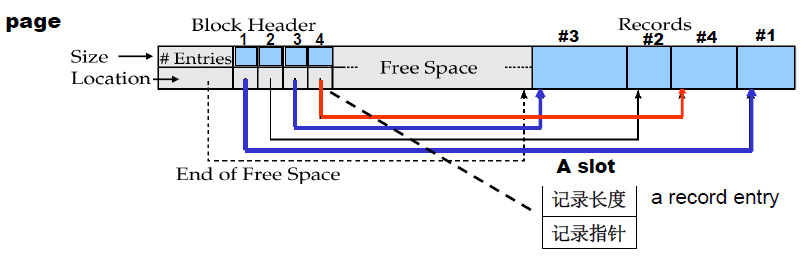 page
Block Header
Records
1 2 3 4
#3 #2 #4 #1
Size
# Entries
Location
Free Space
End of Free Space
A slot
记录长度
a record entry
记录指针